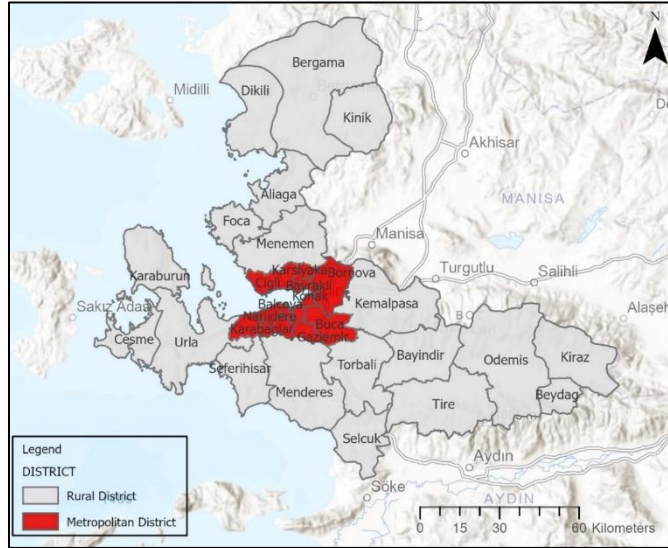 N
Bergama
Midilli
Dikili
Kinik
Akhisar
Aliaga
MANISA
Foca
Menemen
Manisa
Karsiyaka
Bornova
Cigli
Bayrakli
Turgutlu
Salihli
Karaburun
Konak
Kemalpasa
Balcova
Sakız Adası
Narlidere
Buca
Karabaglar
Gaziemir
Alaşeh
Cesme
Urla
Bayindir
Odemis
Kiraz
Seferihisar
Torbali
Menderes
Beydag
Tire
Selcuk
Aydın
Söke
AYDIN
Legend
DISTRICT
Rural District
Metropolitan District
0 15 30 60 Kilometers